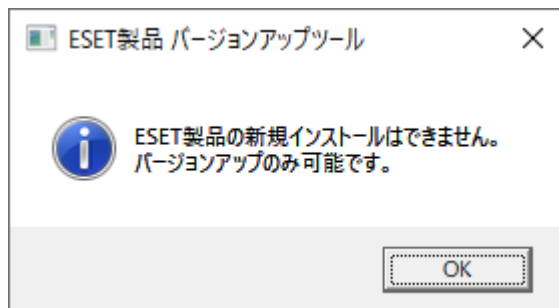 ESET製品 バージョンアップツール
ESET製品の新規インストールはできません。
バージョンアップのみ可能です。
OK